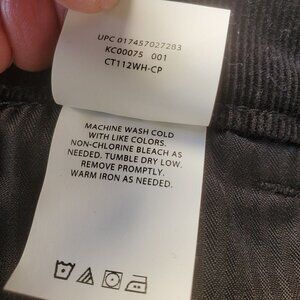 UPC 017457027283
KC00075 001
CT112WH-CP
MACHINE WASH COLD
WITH LIKE COLORS.
NON-CHLORINE BLEACH AS
NEEDED. TUMBLE DRY LOW.
REMOVE PROMPTLY.
WARM IRON AS NEEDED.